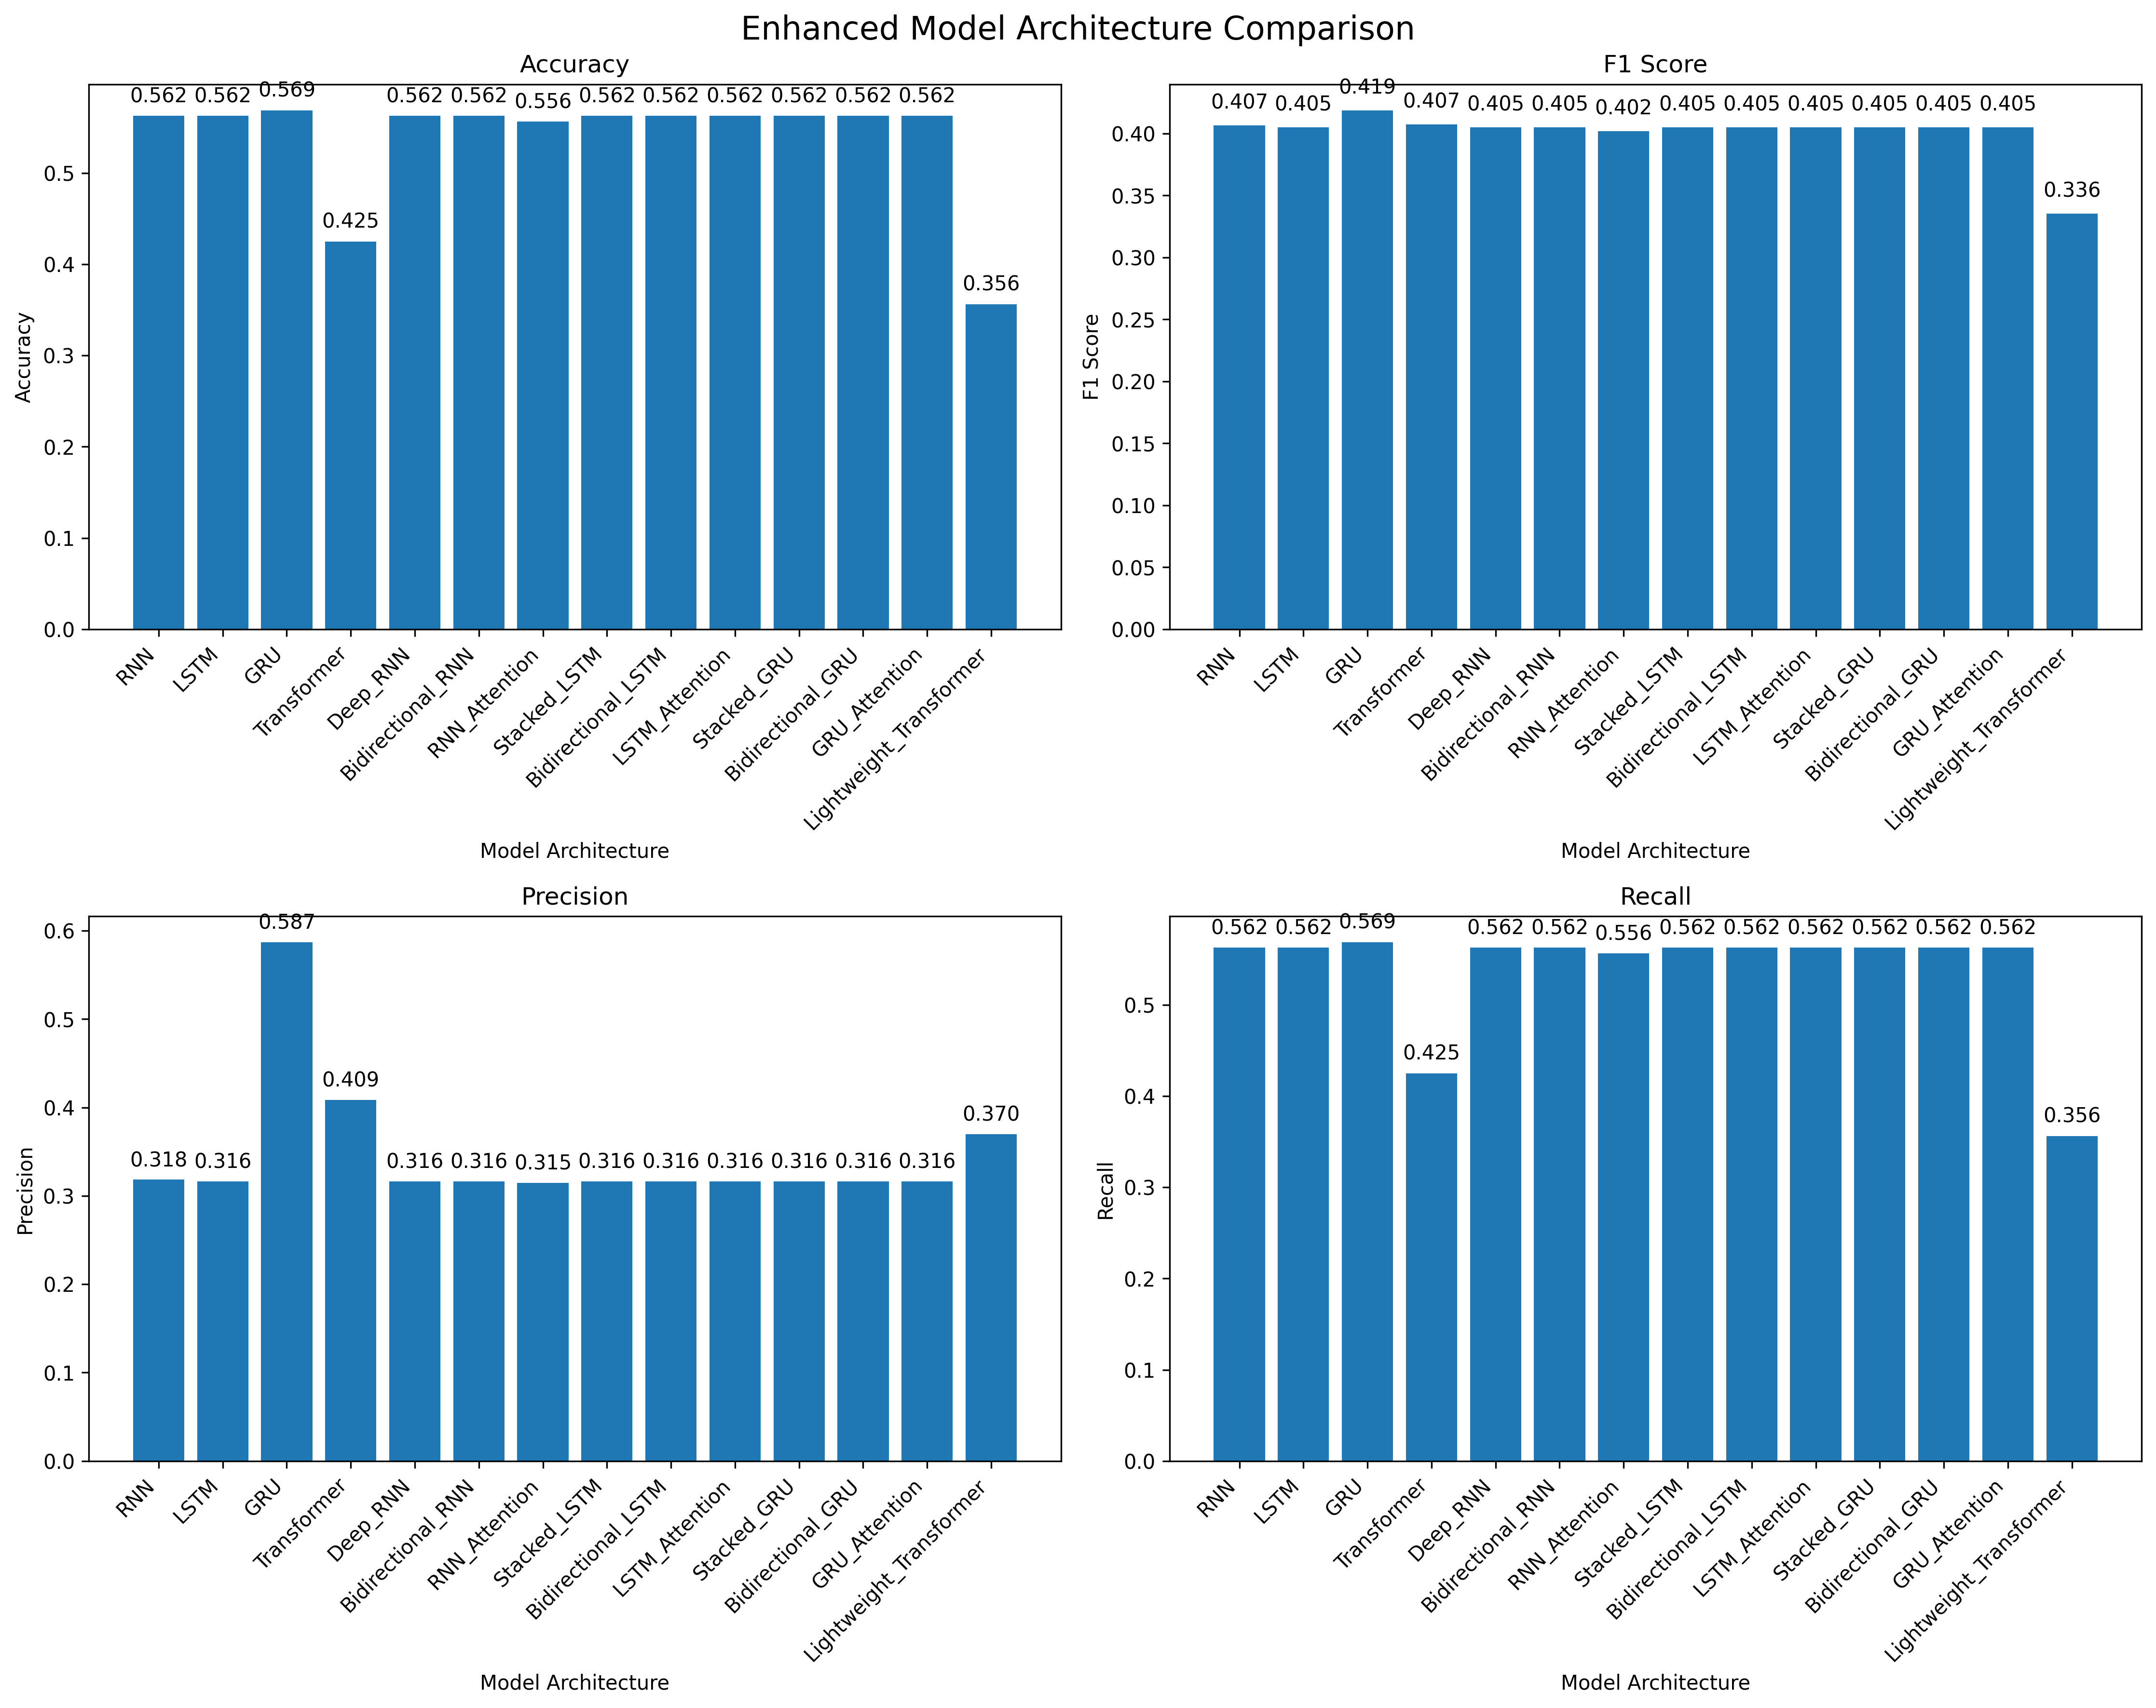 Enhanced Model Architecture Comparison
Accuracy
0.562 0.562 0.569 0.425 0.562 0.562 0.556 0.562 0.562 0.562 0.562 0.562 0.562 0.356
Accuracy
0.5
0.4
0.3
0.2
0.1
0.0
RNN
LSTM
GRU
Transformer
Deep_RNN
Bidirectional_RNN
RNN_Attention
Stacked_LSTM
Bidirectional_LSTM
LSTM_Attention
Stacked_GRU
Bidirectional_GRU
GRU_Attention
Lightweight_Transformer
Model Architecture
F1 Score
0.407 0.405 0.419 0.407 0.405 0.405 0.402 0.405 0.405 0.405 0.405 0.405 0.405 0.336
F1 Score
0.40
0.35
0.30
0.25
0.20
0.15
0.10
0.05
0.00
RNN
LSTM
GRU
Transformer
Deep_RNN
Bidirectional_RNN
RNN_Attention
Stacked_LSTM
Bidirectional_LSTM
LSTM_Attention
Stacked_GRU
Bidirectional_GRU
GRU_Attention
Lightweight_Transformer
Model Architecture
Precision
0.318 0.316 0.587 0.409 0.316 0.316 0.315 0.316 0.316 0.316 0.316 0.316 0.316 0.370
Precision
0.6
0.5
0.4
0.3
0.2
0.1
0.0
RNN
LSTM
GRU
Transformer
Deep_RNN
Bidirectional_RNN
RNN_Attention
Stacked_LSTM
Bidirectional_LSTM
LSTM_Attention
Stacked_GRU
Bidirectional_GRU
GRU_Attention
Lightweight_Transformer
Model Architecture
Recall
0.562 0.562 0.569 0.425 0.562 0.562 0.556 0.562 0.562 0.562 0.562 0.562 0.562 0.356
Recall
0.5
0.4
0.3
0.2
0.1
0.0
RNN
LSTM
GRU
Transformer
Deep_RNN
Bidirectional_RNN
RNN_Attention
Stacked_LSTM
Bidirectional_LSTM
LSTM_Attention
Stacked_GRU
Bidirectional_GRU
GRU_Attention
Lightweight_Transformer
Model Architecture